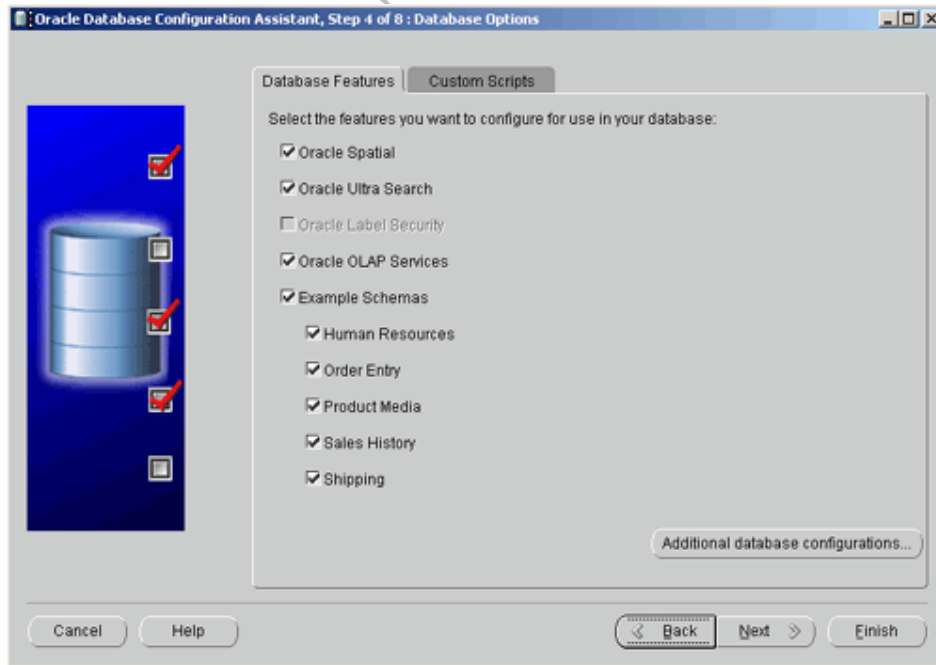 Oracle Database Configuration Assistant, Step 4 of 8 : Database Options
Database Features
Custom Scripts
Select the features you want to configure for use in your database:
Oracle Spatial
Oracle Ultra Search
Oracle Label Security
Oracle OLAP Services
Example Schemas
Human Resources
Order Entry
Product Media
Sales History
Shipping
Additional database configurations...
Cancel
Help
Back
Next
Finish